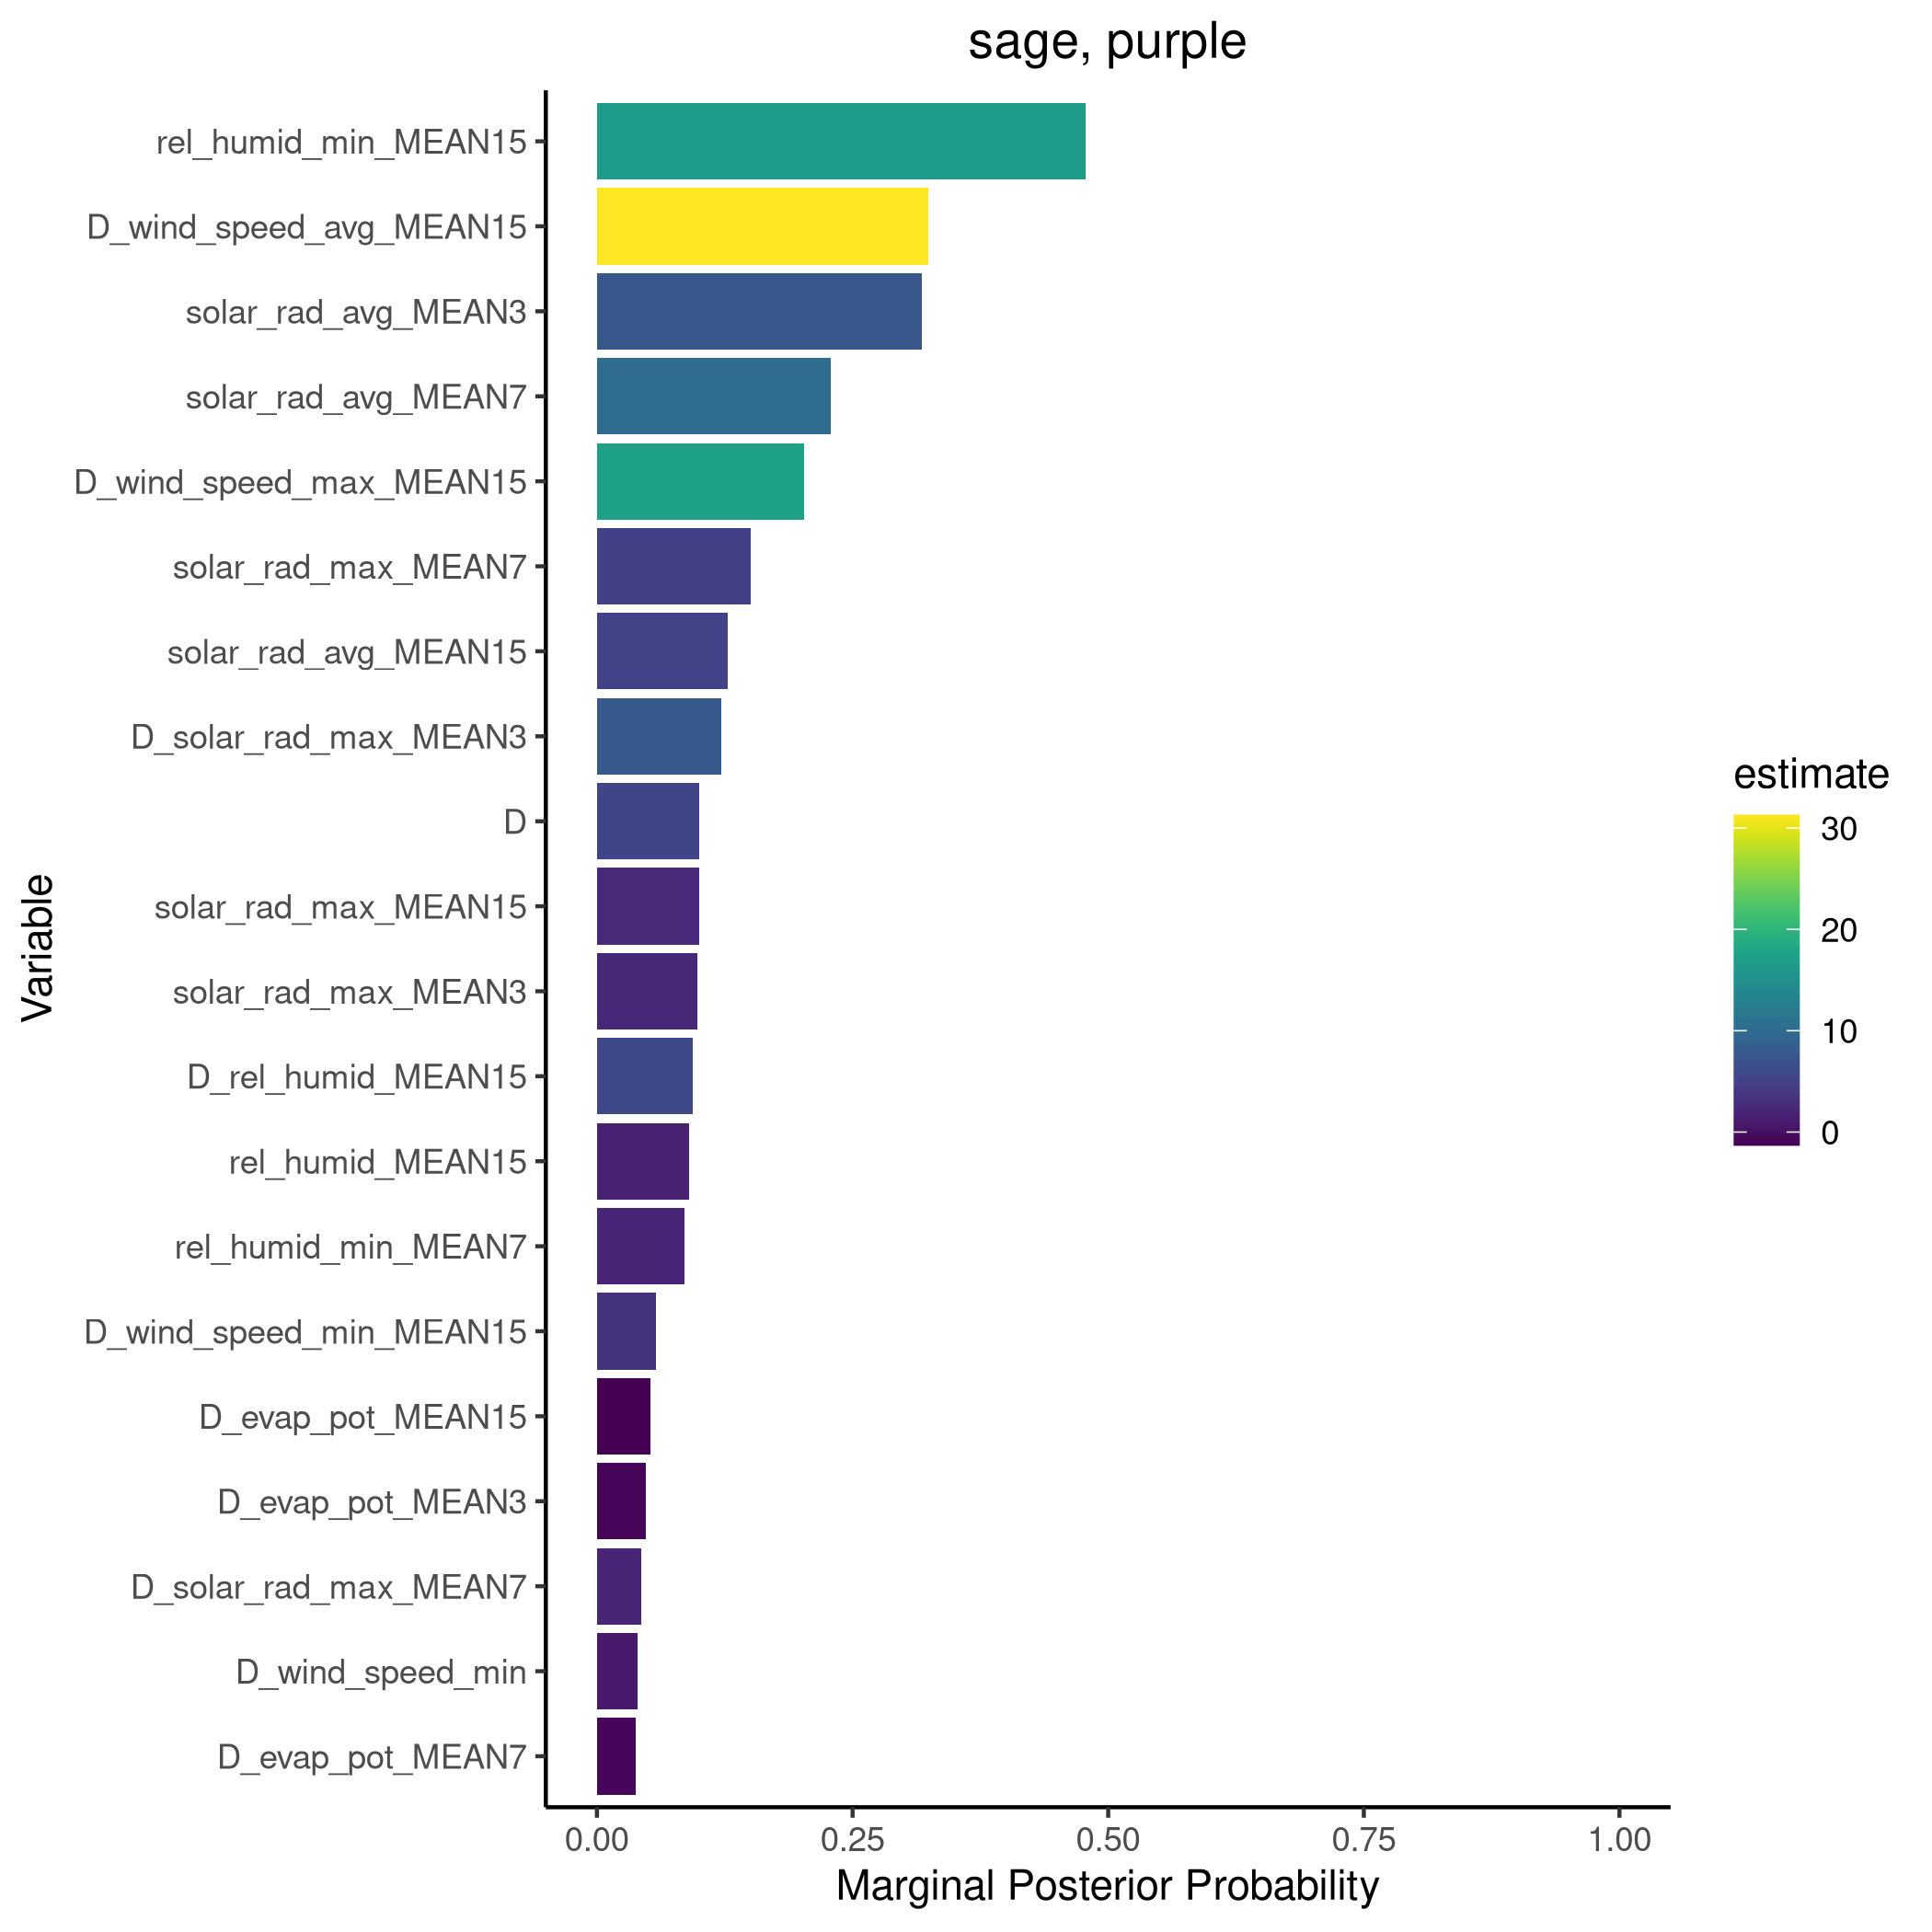 sage, purple
Variable
rel_humid_min_MEAN15
D_wind_speed_avg_MEAN15
solar_rad_avg_MEAN3
solar_rad_avg_MEAN7
D_wind_speed_max_MEAN15
solar_rad_max_MEAN7
solar_rad_avg_MEAN15
D_solar_rad_max_MEAN3
D
solar_rad_max_MEAN15
solar_rad_max_MEAN3
D_rel_humid_MEAN15
rel_humid_MEAN15
rel_humid_min_MEAN7
D_wind_speed_min_MEAN15
D_evap_pot_MEAN15
D_evap_pot_MEAN3
D_solar_rad_max_MEAN7
D_wind_speed_min
D_evap_pot_MEAN7
0.00 0.25 0.50 0.75 1.00
Marginal Posterior Probability
estimate
30
20
10
0